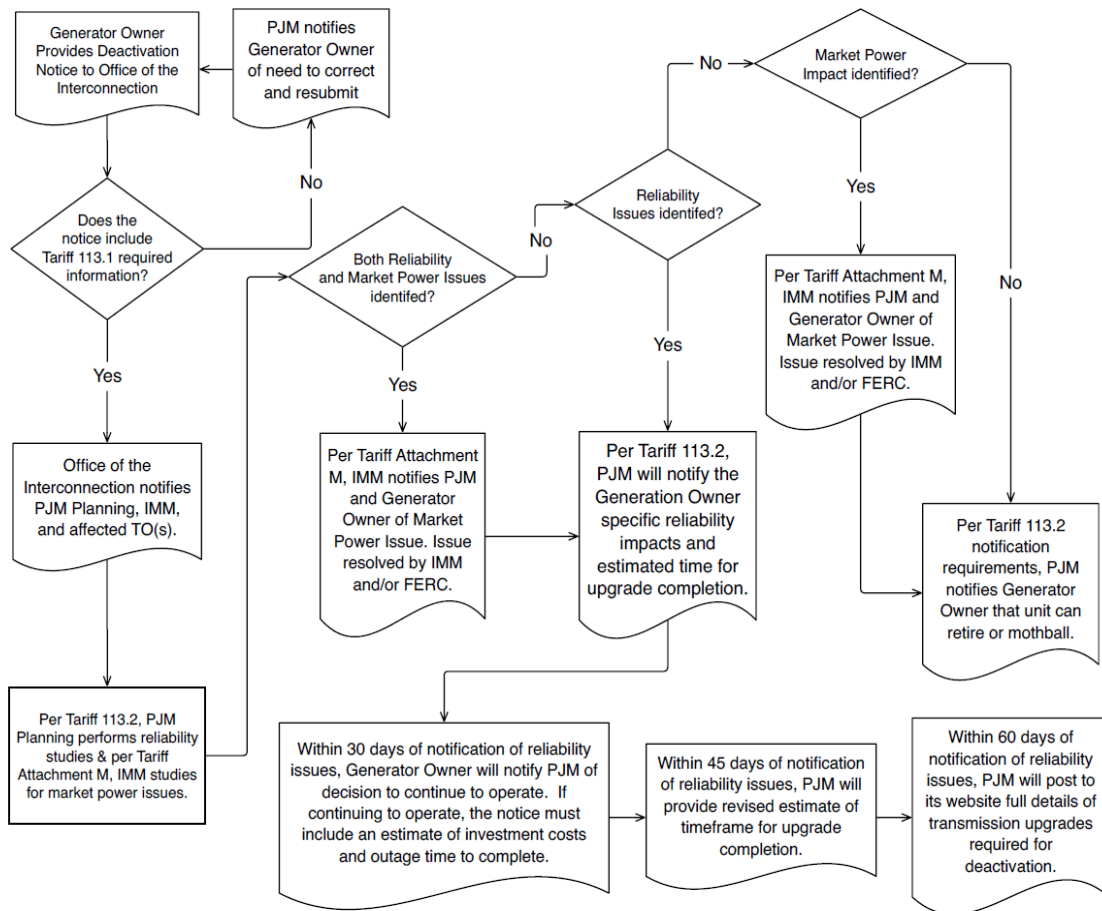 Generator Owner
Provides Deactivation
Notice to Office of the
Interconnection
PJM notifies
Generator Owner
of need to correct
and resubmit
No
Does the
notice include
Tariff 113.1 required
information?
Yes
Office of the
Interconnection notifies
PJM Planning, IMM,
and affected TO(s).
Per Tariff 113.2, PJM
Planning performs reliability
studies & per Tariff
Attachment M, IMM studies
for market power issues.
Both Reliability
and Market Power Issues
identifed?
No
Yes
Per Tariff Attachment
M, IMM notifies PJM
and Generator
Owner of Market
Power Issue. Issue
resolved by IMM
and/or FERC.
Reliability
Issues identifed?
No
Yes
Per Tariff 113.2,
PJM will notify the
Generation Owner
specific reliability
impacts and
estimated time for
upgrade completion.
Market Power
Impact identified?
Yes
No
Per Tariff Attachment M,
IMM notifies PJM and
Generator Owner of
Market Power Issue.
Issue resolved by IMM
and/or FERC.
Per Tariff 113.2
notification
requirements, PJM
notifies Generator
Owner that unit can
retire or mothball.
Within 30 days of notification of reliability
issues, Generator Owner will notify PJM of
decision to continue to operate. If
continuing to operate, the notice must
include an estimate of investment costs
and outage time to complete.
Within 45 days of notification
of reliability issues, PJM will
provide revised estimate of
timeframe for upgrade
completion.
Within 60 days of
notification of reliability
issues, PJM will post to
its website full details of
transmission upgrades
required for
deactivation.